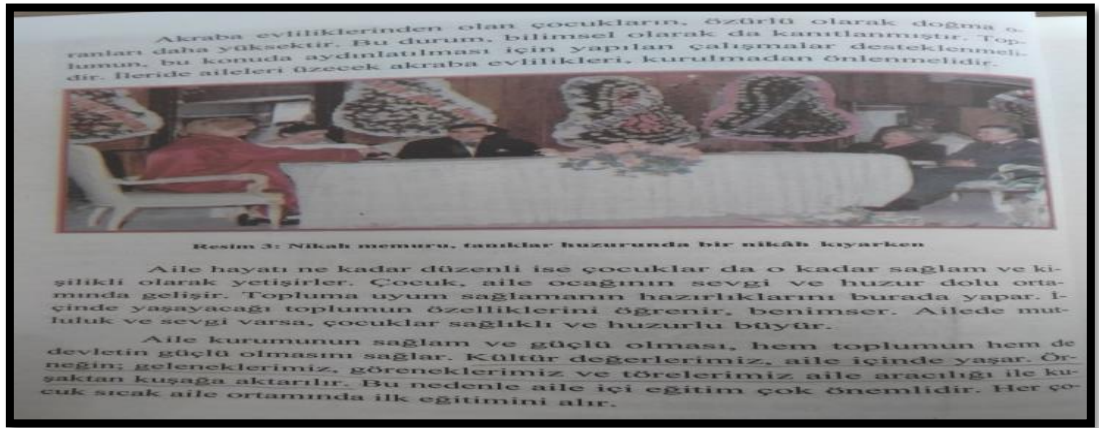 Akraba evliliklerinden olan çocukların, özürlü olarak doğma o-
ranları daha yüksektir. Bu durum, bilimsel olarak da kanıtlanmıştır. Top-
lumun, bu konuda aydınlatılması için yapılan çalışmalar desteklenmeli-
dir. İleride aileleri üzecek akraba evlilikleri, kurulmadan önlenmelidir.
Resim 3: Nikah memuru, tanıklar huzurunda bir nikâh kıyarken
Aile hayatı ne kadar düzenli ise çocuklar da o kadar sağlam ve ki-
şilikli olarak yetişirler. Çocuk, aile ocağının sevgi ve huzur dolu orta-
mında gelişir. Topluma uyum sağlamanın hazırlıklarını burada yapar. İ-
çinde yaşayacağı toplumun özelliklerini öğrenir, benimser. Ailede mut-
luluk ve sevgi varsa, çocuklar sağlıklı ve huzurlu büyür.
Aile kurumunun sağlam ve güçlü olması, hem toplumun hem de
devletin güçlü olmasını sağlar. Kültür değerlerimiz, aile içinde yaşar. Ör-
neğin; geleneklerimiz, göreneklerimiz ve törelerimiz aile aracılığı ile ku-
şaktan kuşağa aktarılır. Bu nedenle aile içi eğitim çok önemlidir. Her ço-
cuk sıcak aile ortamında ilk eğitimini alır.